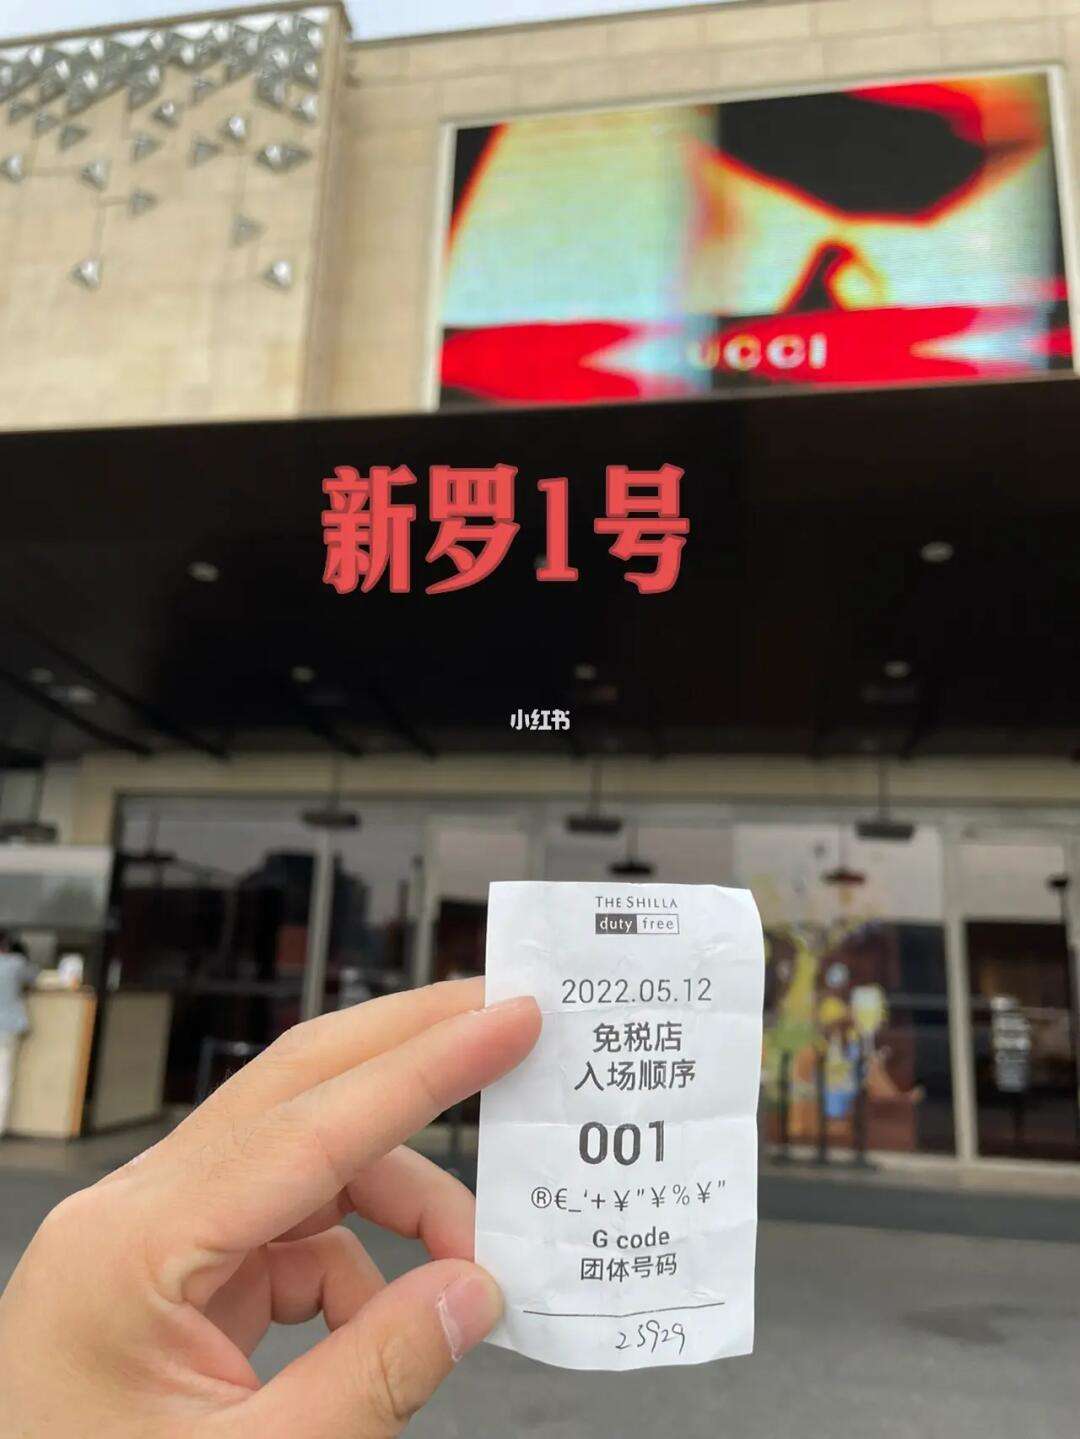 UCCI
新罗1号
小红书
THE SHILLA
duty free
2022.05.12
免税店
入场顺序
001
®€_‘+¥"¥%¥"
G code
团体号码
23929